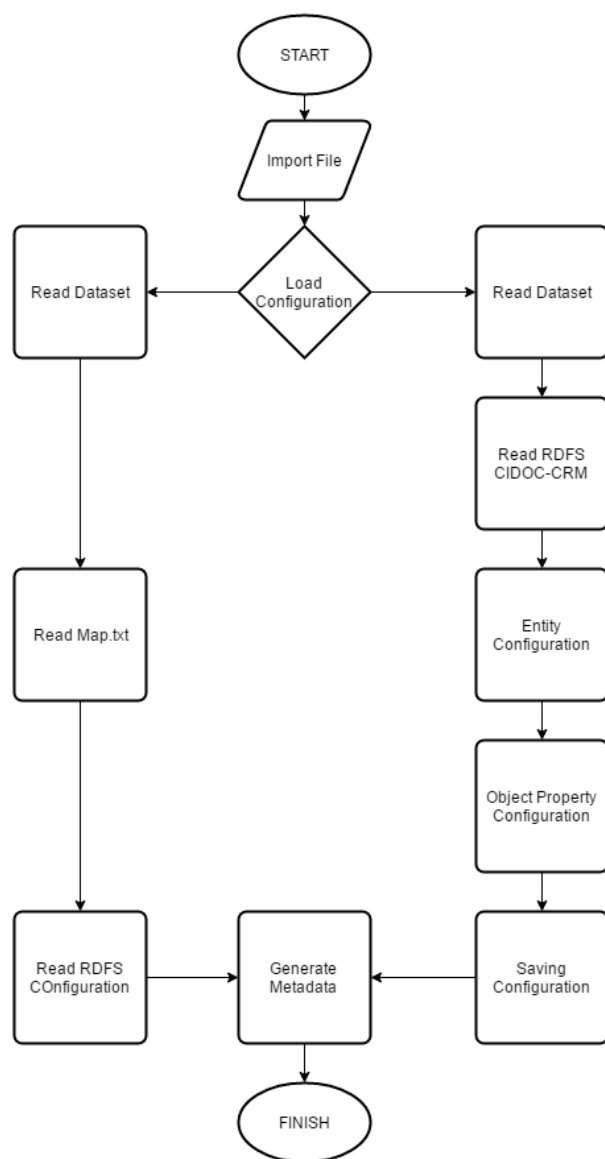 START
Import File
Read Dataset
Load
Configuration
Read Dataset
Read RDFS
CIDOC-CRM
Read Map.txt
Entity
Configuration
Object Property
Configuration
Read RDFS
COnfiguration
Generate
Metadata
Saving
Configuration
FINISH